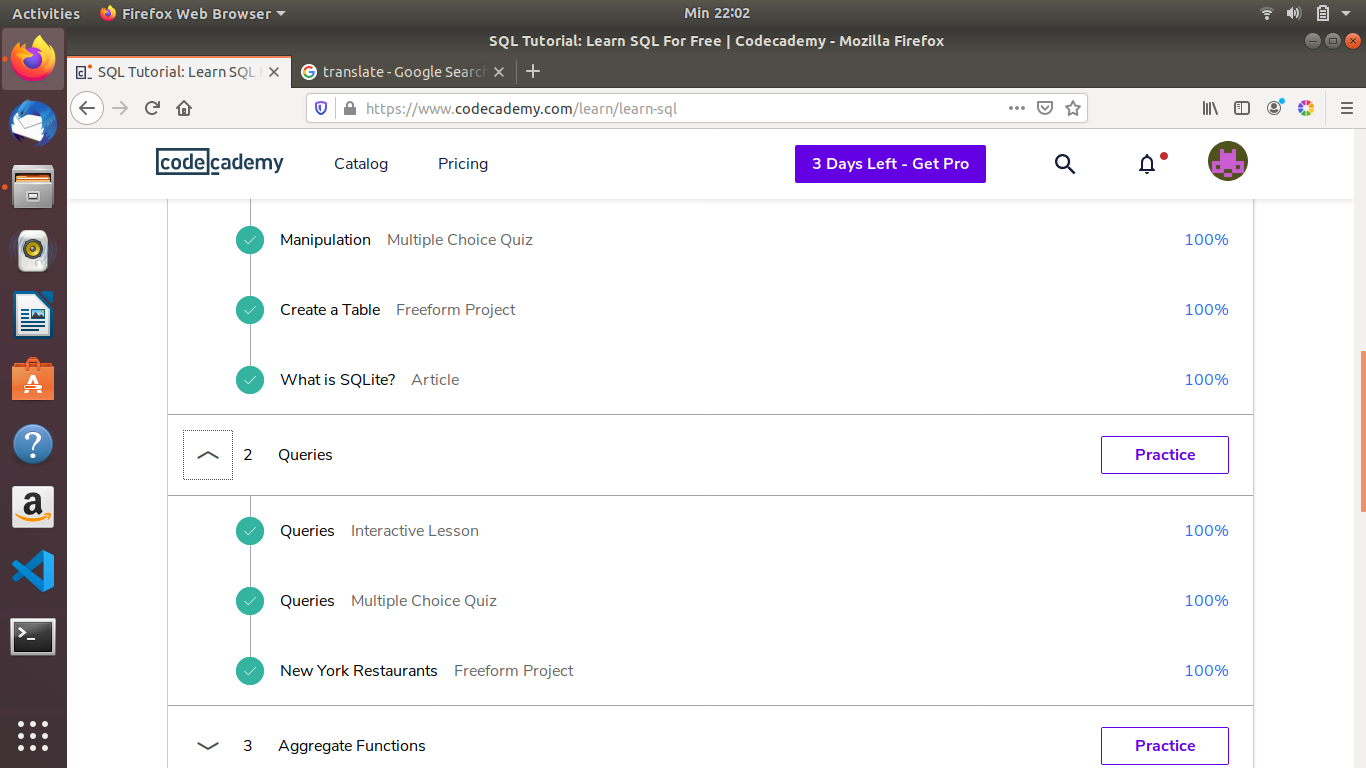 Activities Firefox Web Browser Min 22:02
SQL Tutorial: Learn SQL For Free | Codecademy - Mozilla Firefox
SQL Tutorial: Learn SQL F translate - Google Search
https://www.codecademy.com/learn/learn-sql
codecademy Catalog Pricing 3 Days Left - Get Pro
Manipulation Multiple Choice Quiz 100%
Create a Table Freeform Project 100%
What is SQLite? Article 100%
2 Queries Practice
Queries Interactive Lesson 100%
Queries Multiple Choice Quiz 100%
New York Restaurants Freeform Project 100%
3 Aggregate Functions Practice